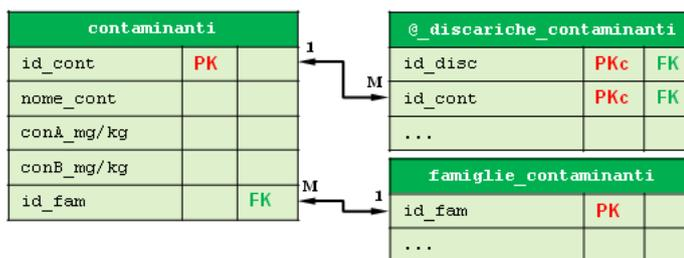 contaminanti
id_cont PK
nome_cont
conA_mg/kg
conB_mg/kg
id_fam FK
1
M
M
1
@_discariche_contaminanti
id_disc PKc FK
id_cont PKc FK
...
famiglie_contaminanti
id_fam PK
...